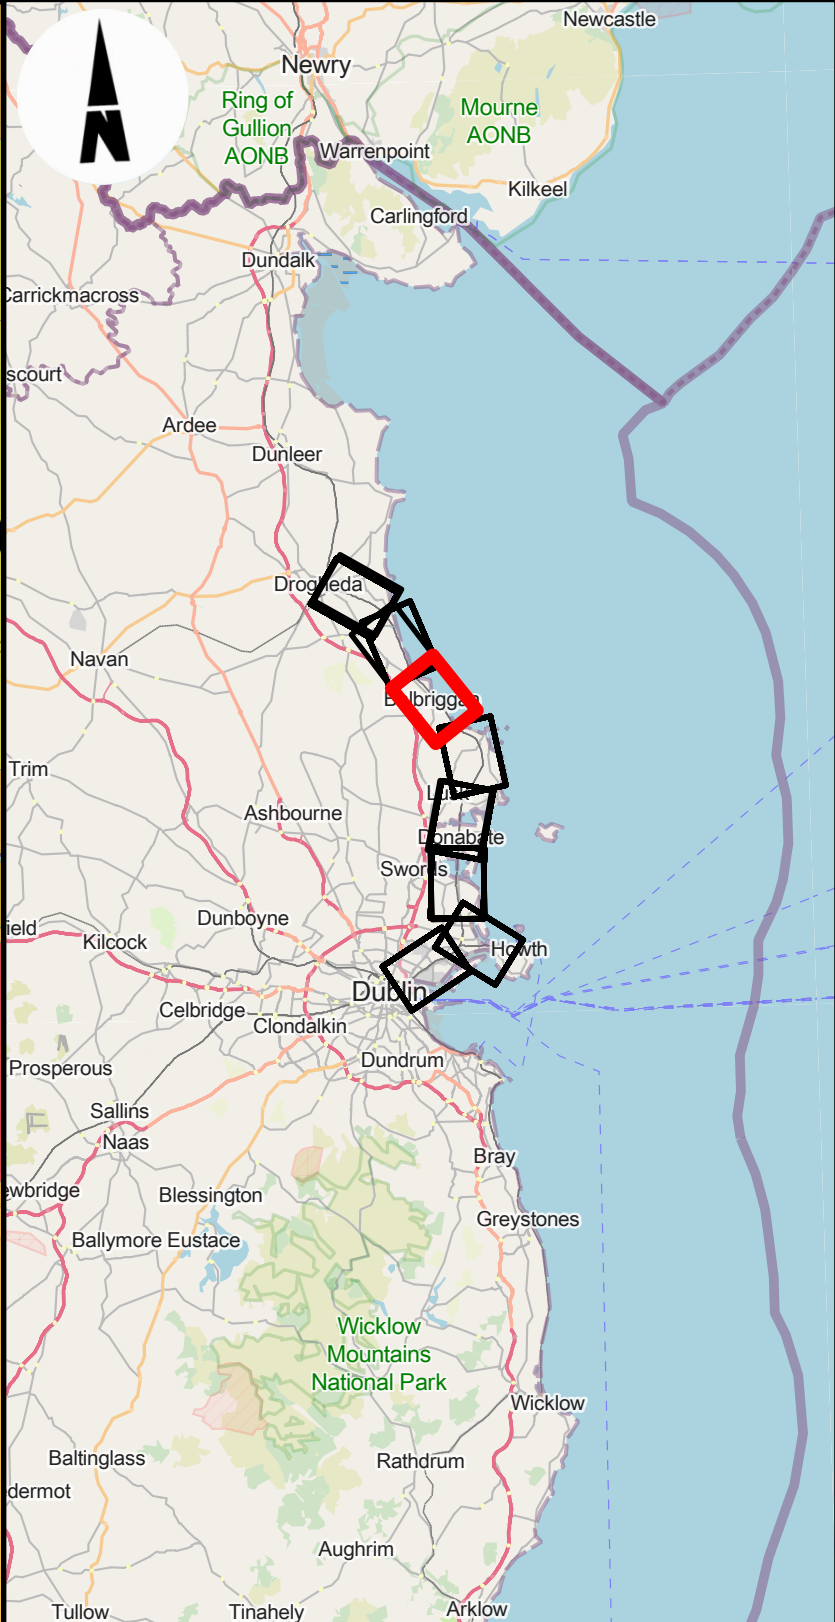 Newcastle
Newry
Ring of
Gullion
AONB
Mourne
AONB
N
Warrenpoint
Kilkeel
Carlingford
Dundalk
Carrickmacross
scourt
Ardee
Dunleer
Drogheda
Navan
Balbriggan
Trim
Lusk
Ashbourne
Donabate
Swords
Dunboyne
ield
Kilcock
Howth
Dublin
Celbridge
Clondalkin
Dundrum
Prosperous
Sallins
Naas
Bray
ewbridge
Blessington
Greystones
Ballymore Eustace
Wicklow
Mountains
National Park
Wicklow
Baltinglass
Rathdrum
dermot
Aughrim
Tullow
Tinahely
Arklow